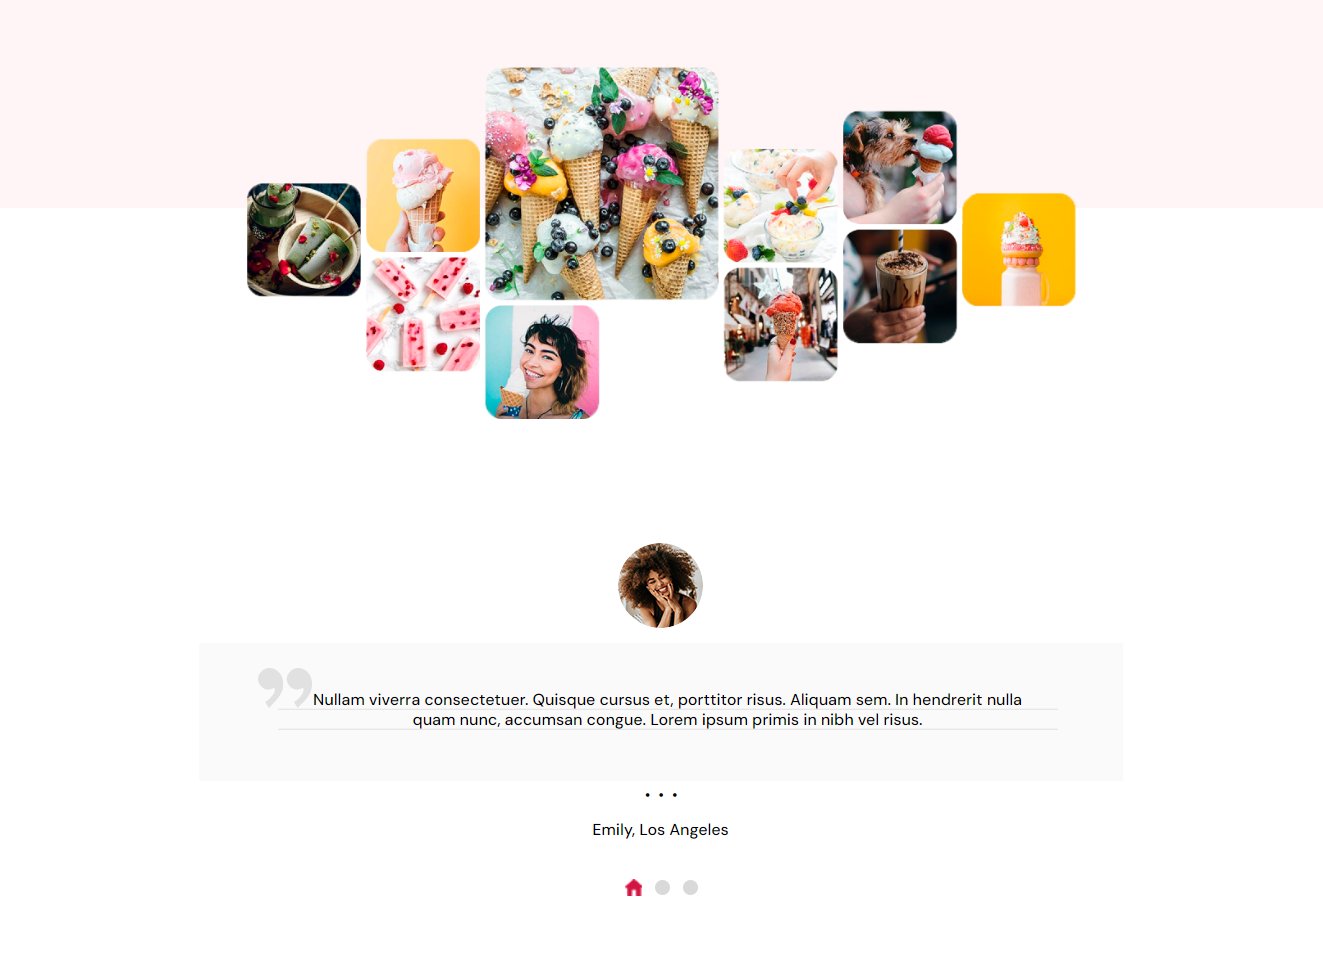 Nullam viverra consectetuer. Quisque cursus et, porttitor risus. Aliquam sem. In hendrerit nulla
quam nunc, accumsan congue. Lorem ipsum primis in nibh vel risus.
Emily, Los Angeles